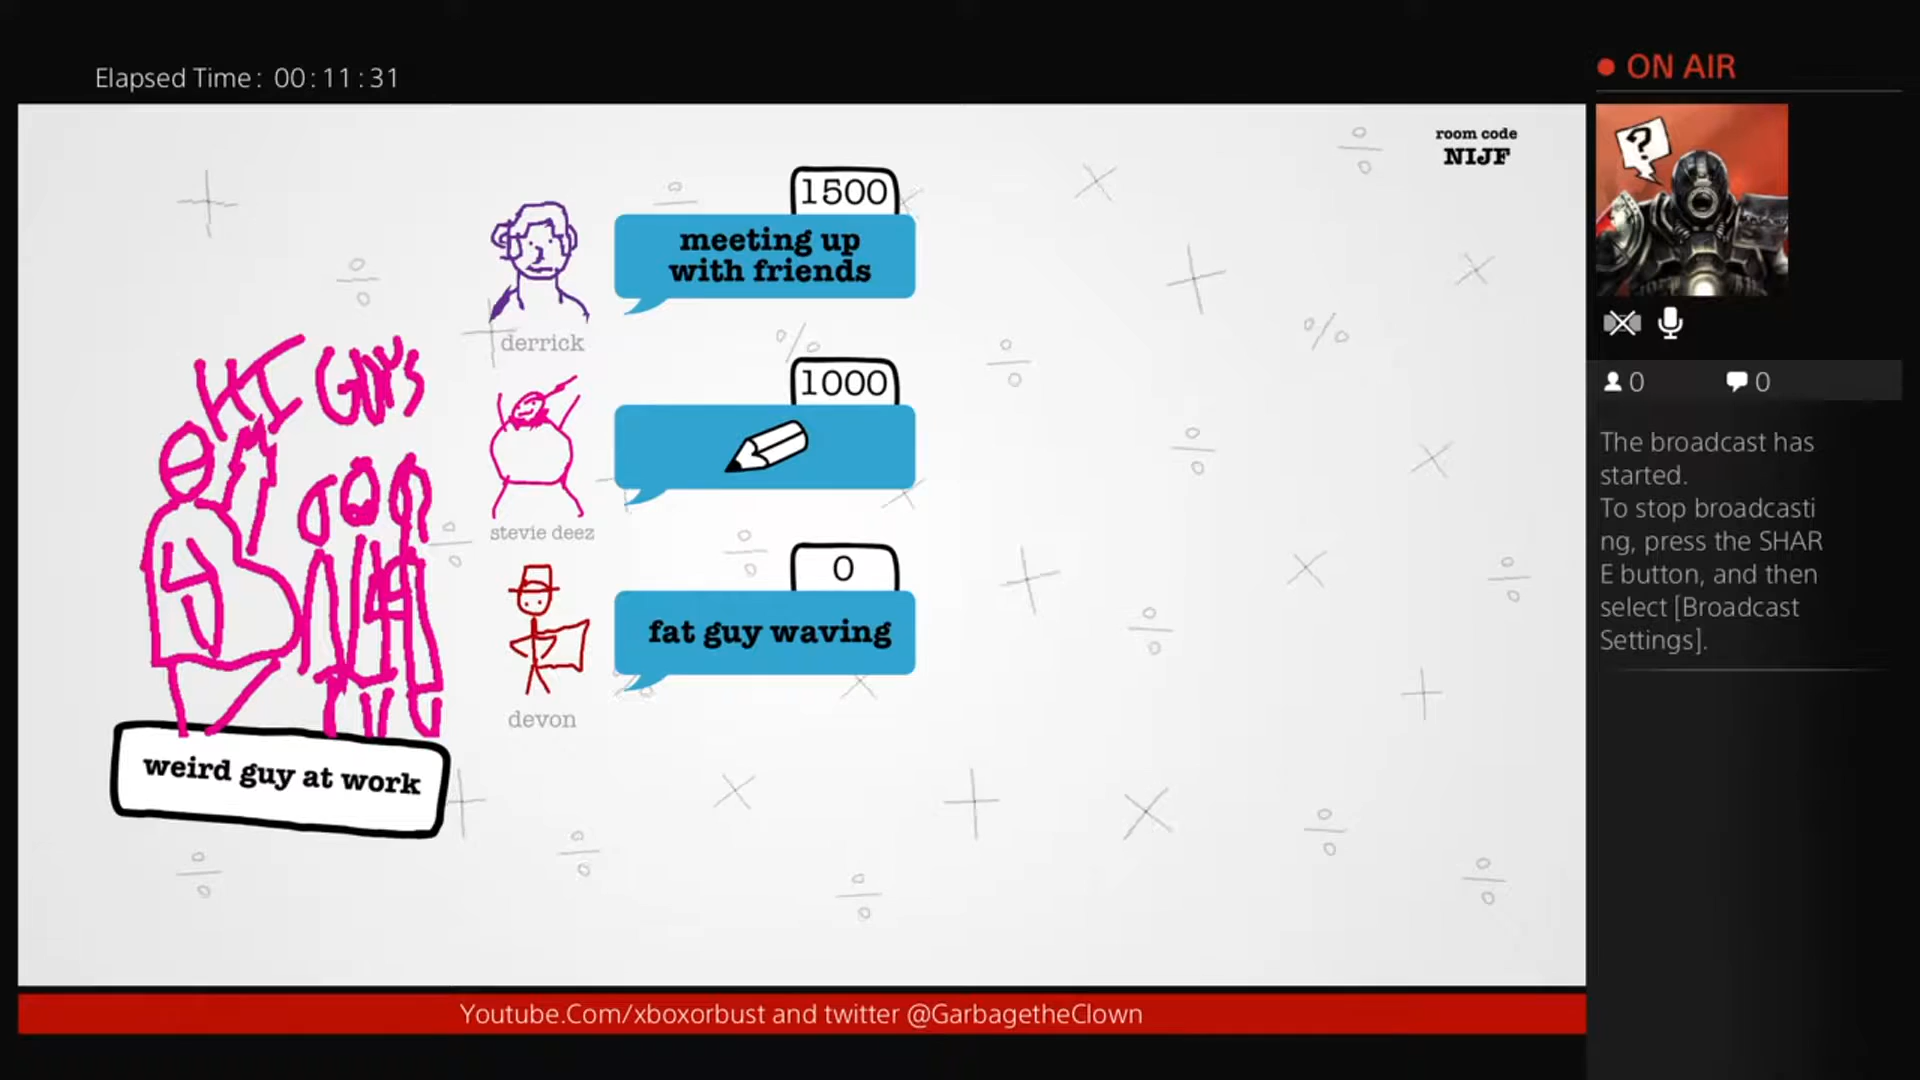 Elapsed Time: 00:11:31
ON AIR
room code
NIJF
1500
meeting up
with friends
derrick
HI GUYS
1000
stevie deez
0
fat guy waving
devon
weird guy at work
0 0
The broadcast has
started.
To stop broadcasti
ng, press the SHAR
E button, and then
select [Broadcast
Settings].
Youtube.Com/xboxorbust and twitter @GarbagetheClown
?